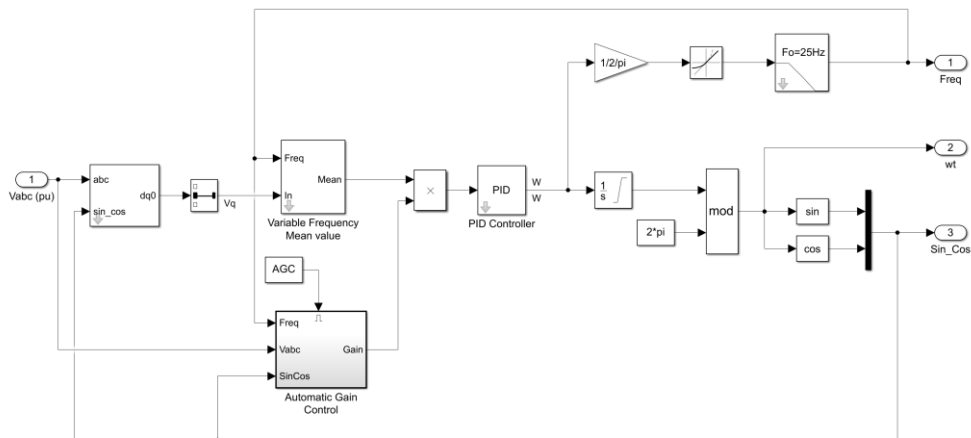 Fo=25Hz
1/2/pi
1
Freq
Freq
Mean
In
Variable Frequency
Mean value
1
Vabc (pu)
abc
dq0
sin_cos
Vq
×
PID
PID Controller
W
W
1
s
mod
2*pi
2
wt
sin
cos
3
Sin_Cos
AGC
Freq
Vabc
Gain
SinCos
Automatic Gain
Control